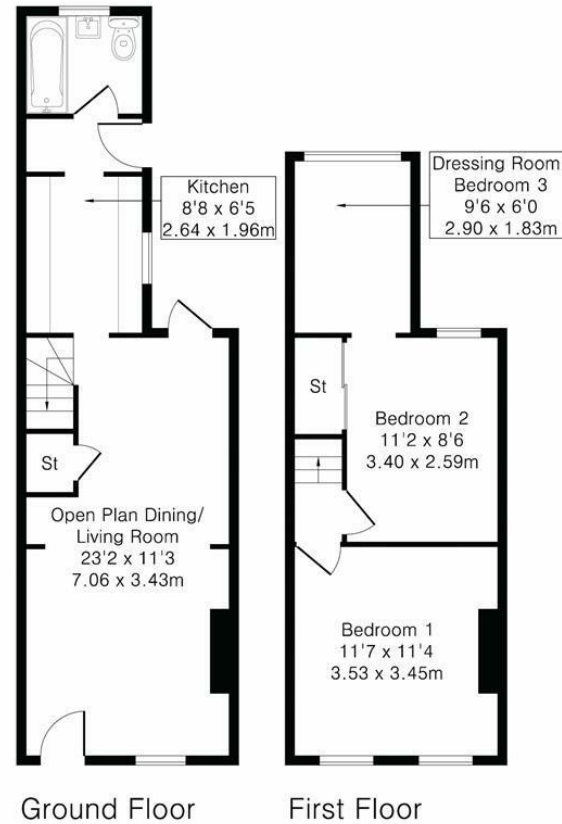 Kitchen
8'8 x 6'5
2.64 x 1.96m
St
Open Plan Dining/
Living Room
23'2 x 11'3
7.06 x 3.43m
Ground Floor
Dressing Room
Bedroom 3
9'6 x 6'0
2.90 x 1.83m
St
Bedroom 2
11'2 x 8'6
3.40 x 2.59m
Bedroom 1
11'7 x 11'4
3.53 x 3.45m
First Floor